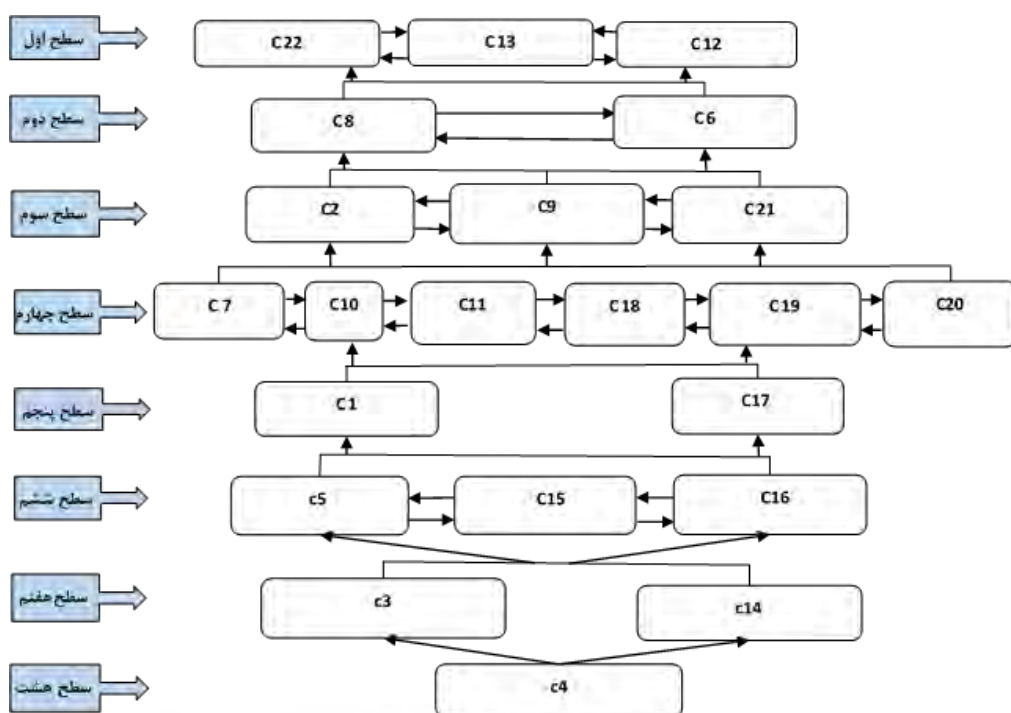 سطح اول
C22 C13 C12
سطح دوم
C8 C6
سطح سوم
C2 C9 C21
سطح چهارم
C7 C10 C11 C18 C19 C20
سطح پنجم
C1 C17
سطح ششم
c5 C15 C16
سطح هفتم
c3 c14
سطح هشت
c4